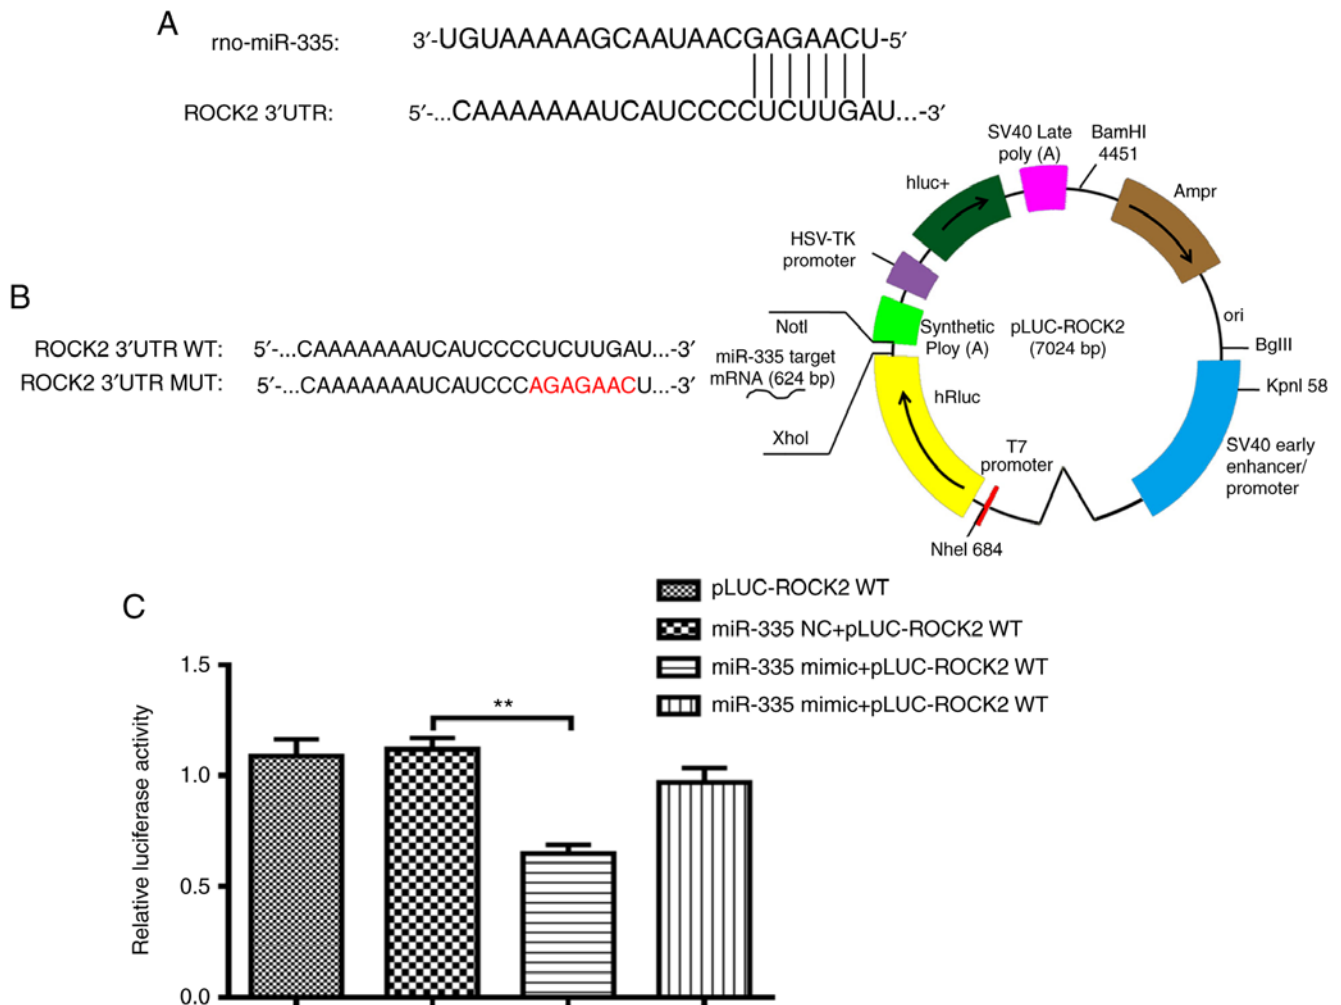 A
rno-miR-335: 3′-UGUAAAAAGCAAUAACGAGAACU-5′
ROCK2 3′UTR: 5′-...CAAAAAAAUCAUCCCCUCUUGAU...-3′
B
ROCK2 3′UTR WT: 5′-...CAAAAAAAUCAUCCCCUCUUGAU...-3′
ROCK2 3′UTR MUT: 5′-...CAAAAAAAUCAUCCCAGAGAACU...-3′
SV40 Late
poly (A)
BamHI
4451
hluc+
Ampr
HSV-TK
promoter
ori
NotI
Synthetic
Ploy (A)
pLUC-ROCK2
(7024 bp)
BgIII
miR-335 target
mRNA (624 bp)
KpnI 58
hRluc
XhoI
T7
promoter
SV40 early
enhancer/
promoter
NheI 684
C
pLUC-ROCK2 WT
miR-335 NC+pLUC-ROCK2 WT
miR-335 mimic+pLUC-ROCK2 WT
miR-335 mimic+pLUC-ROCK2 WT
Relative luciferase activity
1.5
1.0
0.5
0.0
**